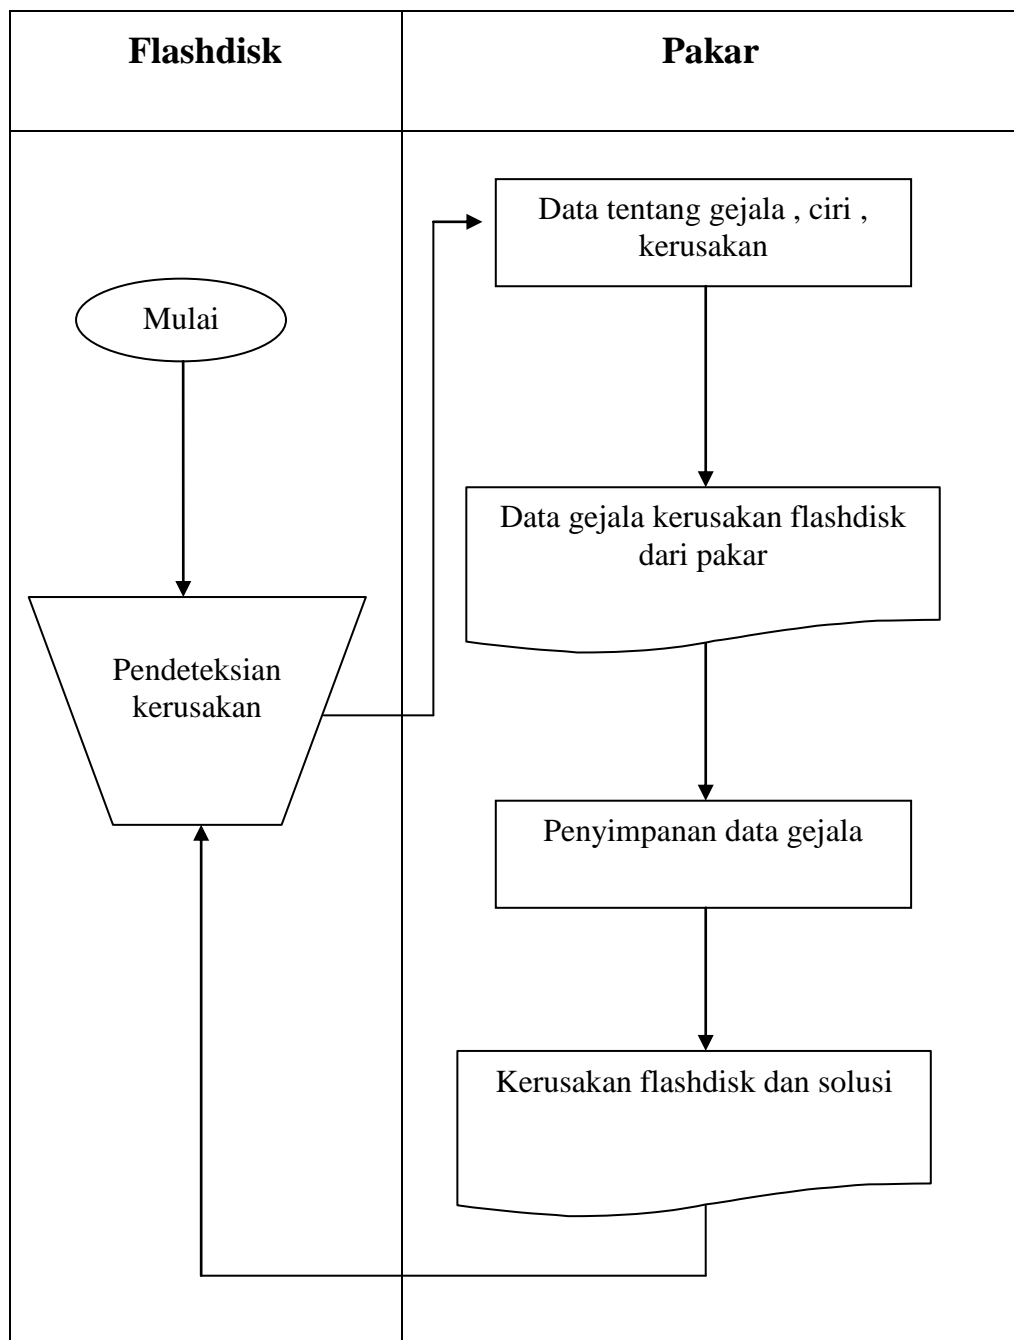 Flashdisk
Pakar
Mulai
Pendeteksian
kerusakan
Data tentang gejala , ciri ,
kerusakan
Data gejala kerusakan flashdisk
dari pakar
Penyimpanan data gejala
Kerusakan flashdisk dan solusi